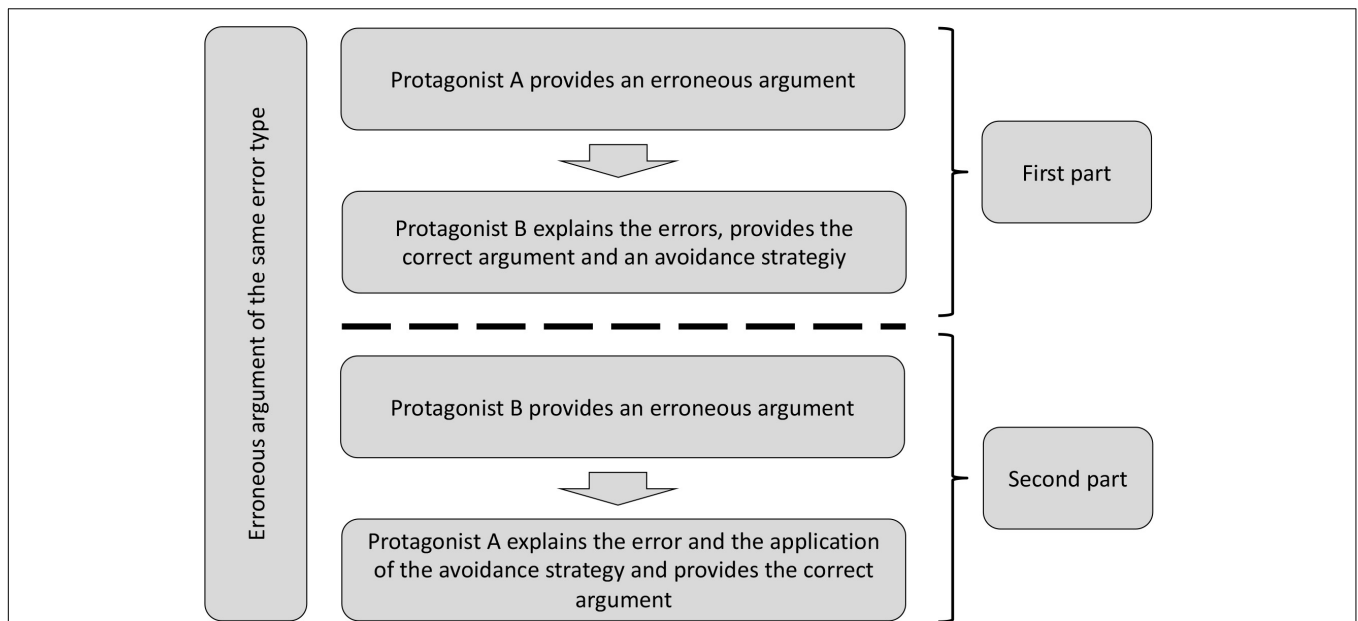 Erroneous argument of the same error type
Protagonist A provides an erroneous argument
Protagonist B explains the errors, provides the
correct argument and an avoidance strategiy
First part
Protagonist B provides an erroneous argument
Protagonist A explains the error and the application
of the avoidance strategy and provides the correct
argument
Second part